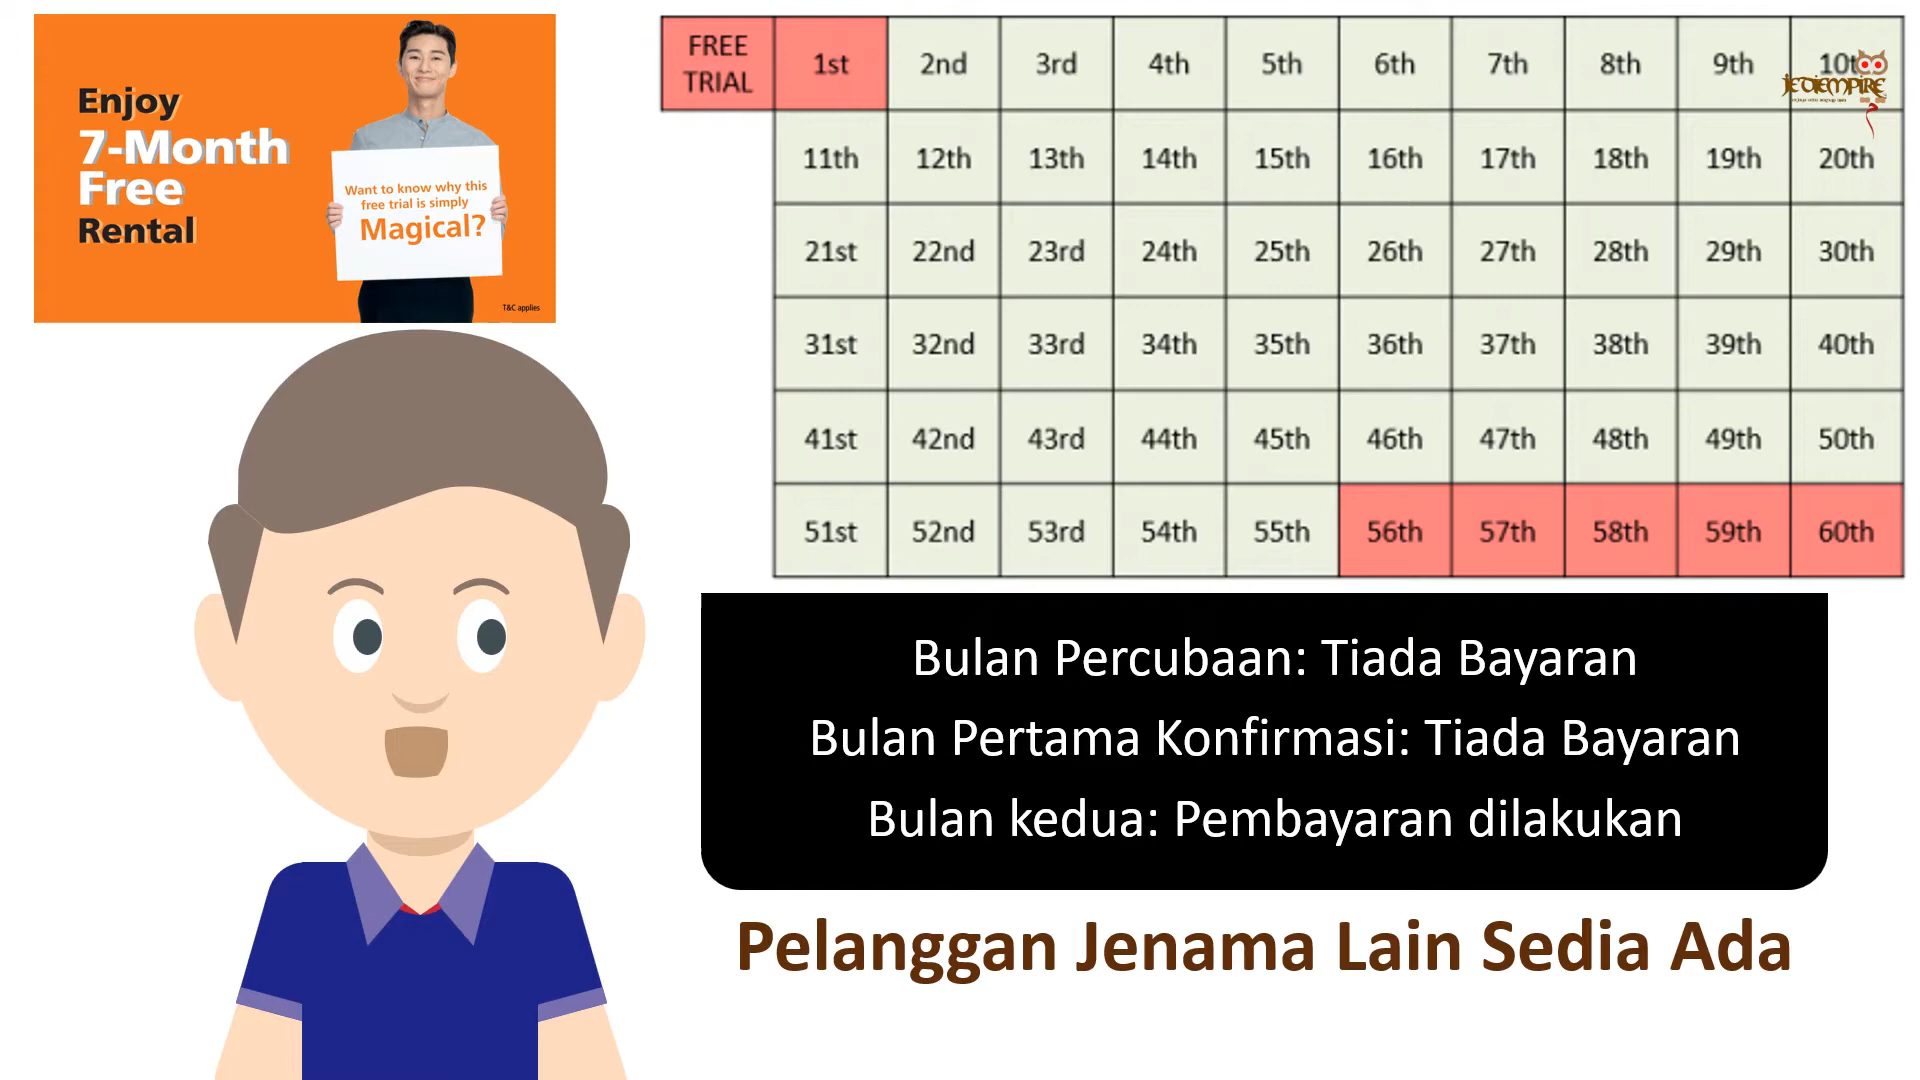 Enjoy
7-Month
Free
Rental
Want to know why this
free trial is simply
Magical?
T&C applies
FREE
TRIAL
1st 2nd 3rd 4th 5th 6th 7th 8th 9th 10th
JEDIEMPIRE
11th 12th 13th 14th 15th 16th 17th 18th 19th 20th
21st 22nd 23rd 24th 25th 26th 27th 28th 29th 30th
31st 32nd 33rd 34th 35th 36th 37th 38th 39th 40th
41st 42nd 43rd 44th 45th 46th 47th 48th 49th 50th
51st 52nd 53rd 54th 55th 56th 57th 58th 59th 60th
Bulan Percubaan: Tiada Bayaran
Bulan Pertama Konfirmasi: Tiada Bayaran
Bulan kedua: Pembayaran dilakukan
Pelanggan Jenama Lain Sedia Ada